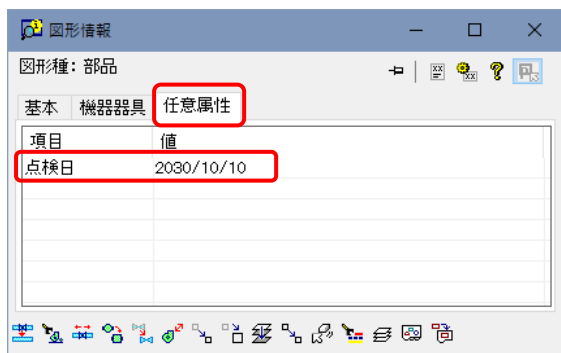 図形情報
図形種：部品
基本 機器器具 任意属性
項目 値
点検日 2030/10/10